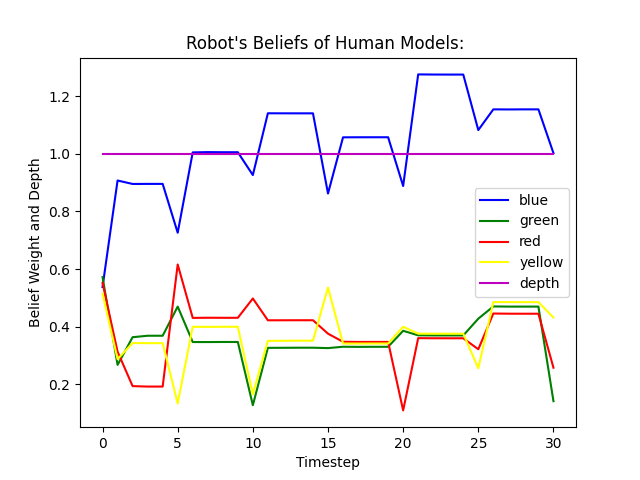 Robot's Beliefs of Human Models:
Belief Weight and Depth
1.2
1.0
0.8
0.6
0.4
0.2
blue
green
red
yellow
depth
0 5 10 15 20 25 30
Timestep